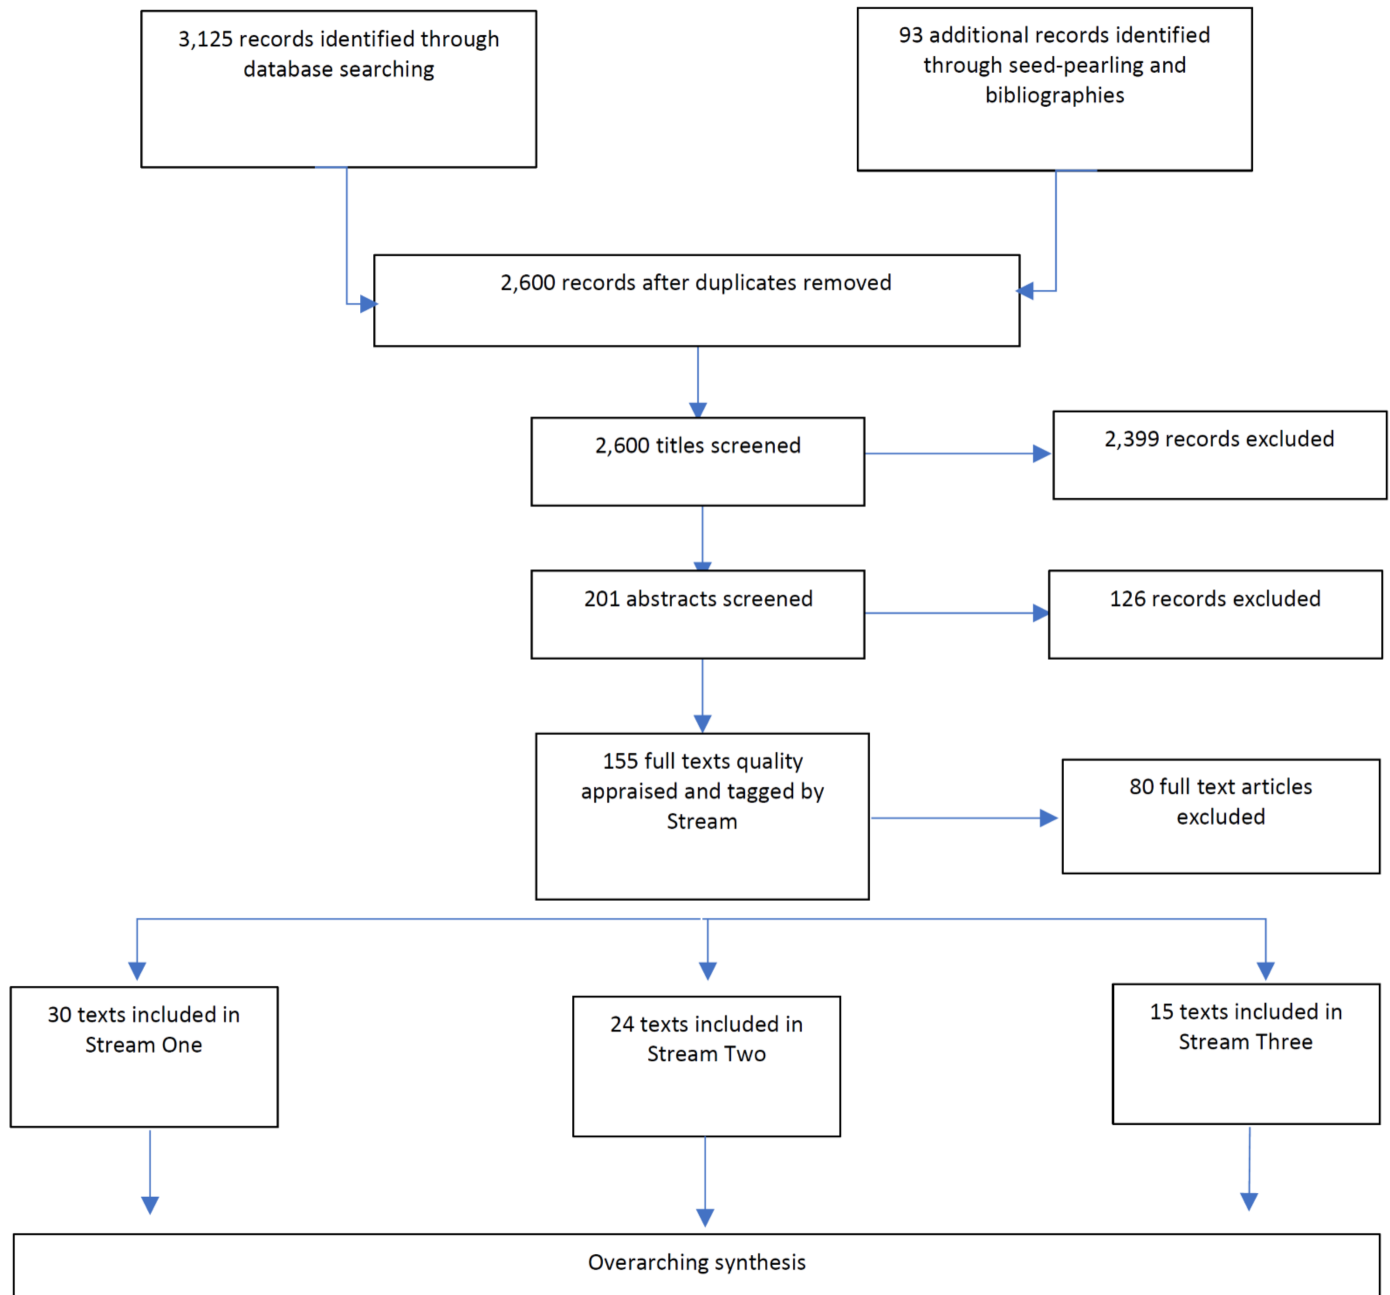 3,125 records identified through
database searching
93 additional records identified
through seed-pearling and
bibliographies
2,600 records after duplicates removed
2,600 titles screened
2,399 records excluded
201 abstracts screened
126 records excluded
155 full texts quality
appraised and tagged by
Stream
80 full text articles
excluded
30 texts included in
Stream One
24 texts included in
Stream Two
15 texts included in
Stream Three
Overarching synthesis